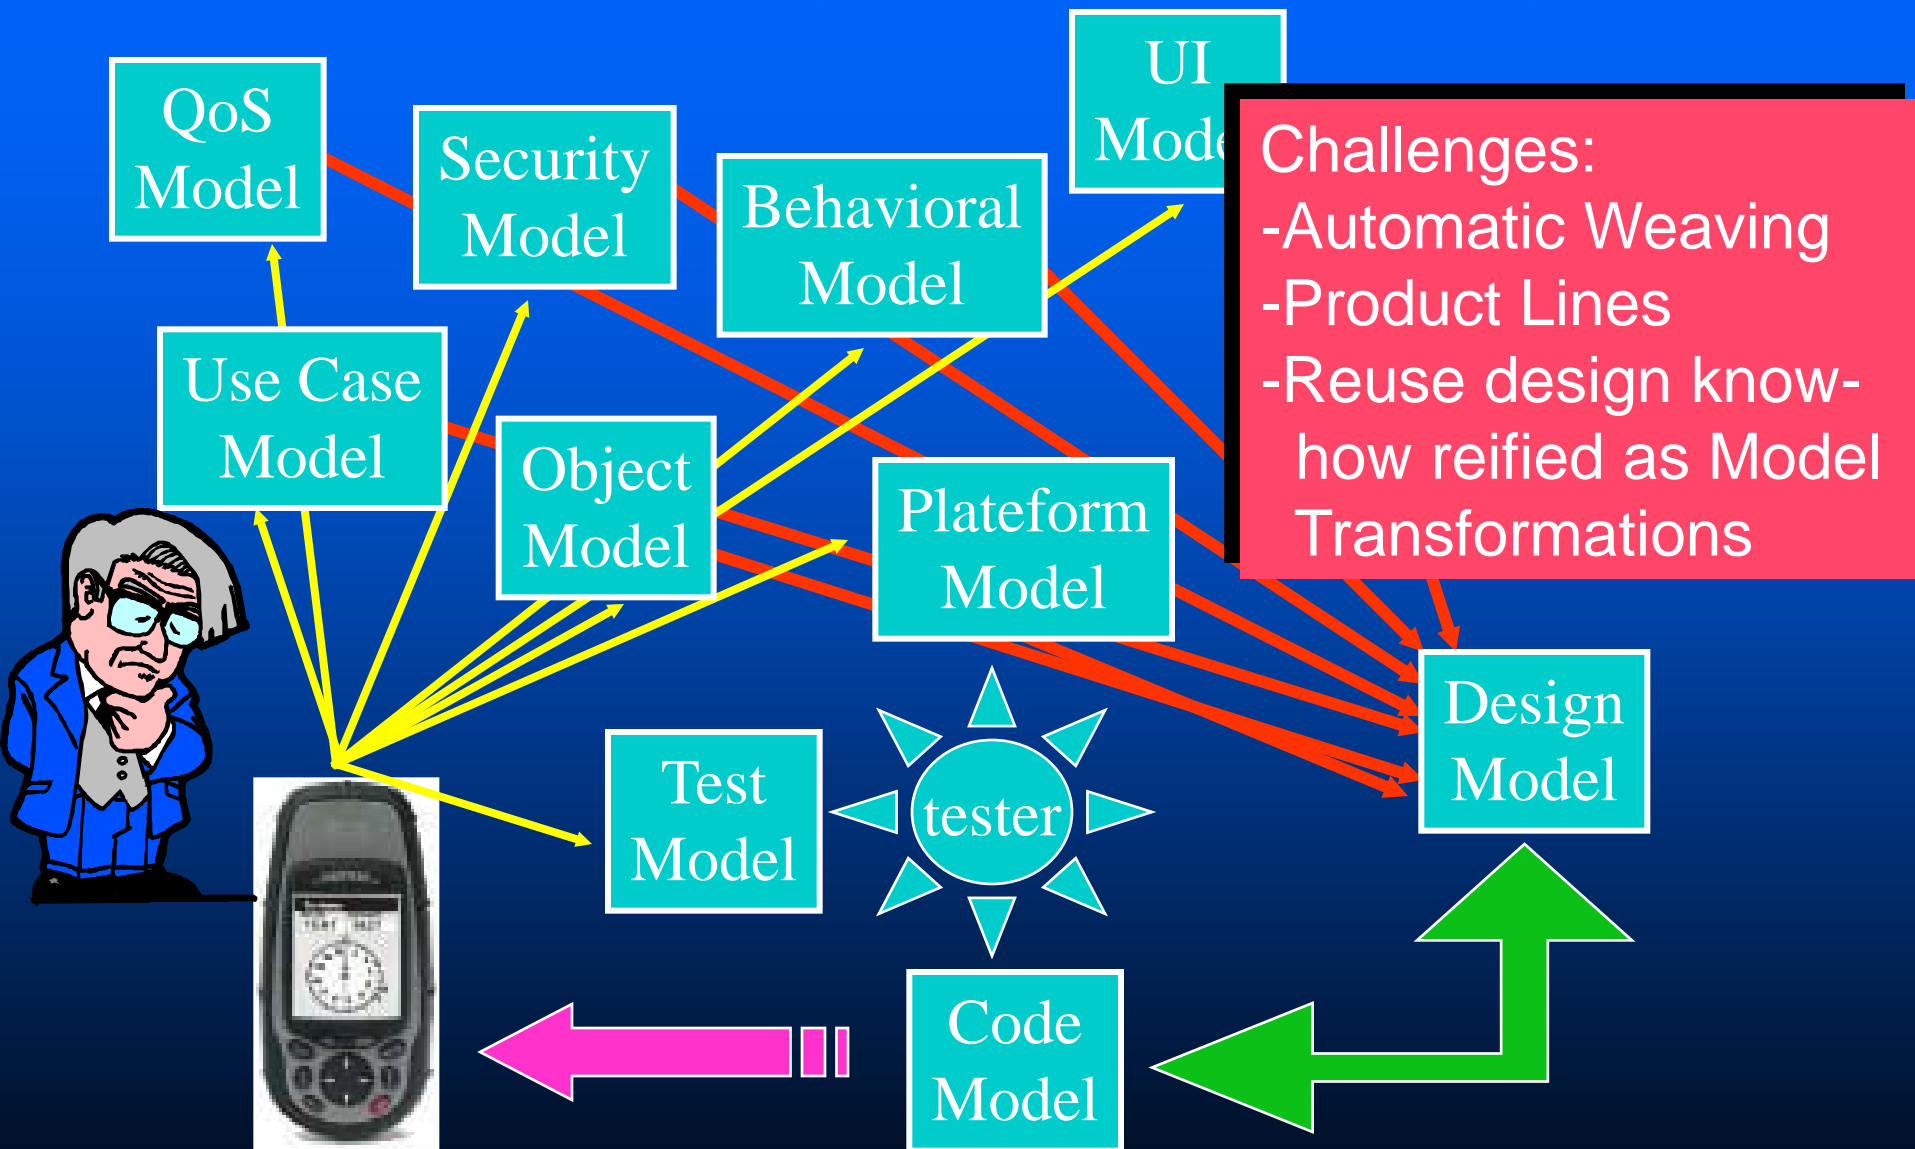 QoS
Model
Security
Model
Behavioral
Model
UI
Mode
Challenges:
-Automatic Weaving
-Product Lines
-Reuse design know-
how reified as Model
Transformations
Use Case
Model
Object
Model
Plateform
Model
Design
Model
Test
Model
tester
Code
Model